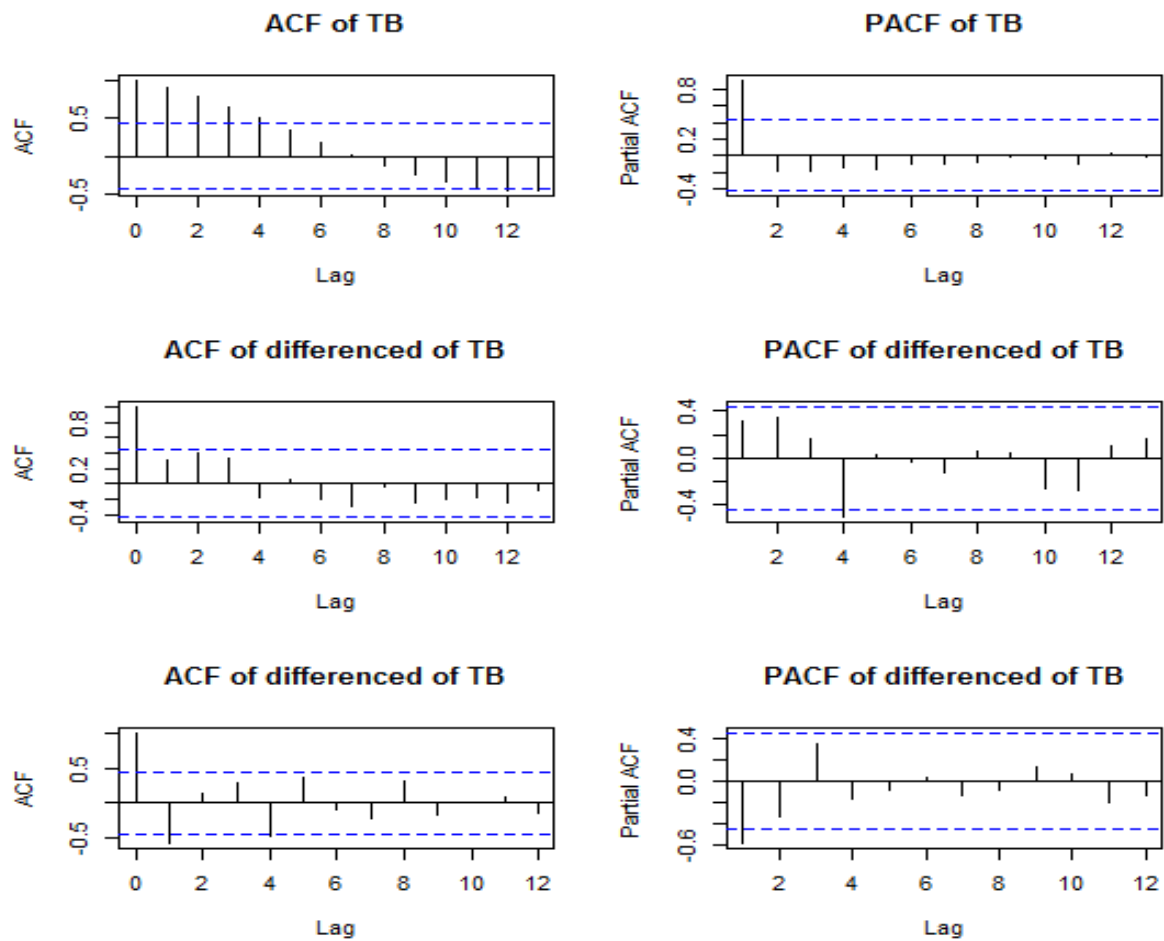 ACF of TB
PACF of TB
ACF
0.5
-0.5
0 2 4 6 8 10 12
Lag
Partial ACF
0.8
0.2
-0.4
2 4 6 8 10 12
Lag
ACF of differenced of TB
PACF of differenced of TB
ACF
0.8
0.2
-0.4
0 2 4 6 8 10 12
Lag
Partial ACF
0.4
0.0
-0.4
2 4 6 8 10 12
Lag
ACF of differenced of TB
PACF of differenced of TB
ACF
0.5
-0.5
0 2 4 6 8 10 12
Lag
Partial ACF
0.4
0.0
-0.6
2 4 6 8 10 12
Lag